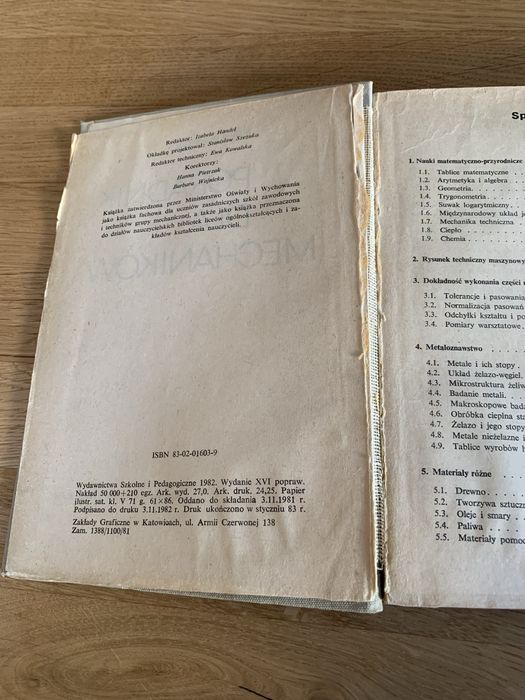 Redaktor: Izabela Handel
Okładkę projektował: Stanisław Szczuka
Redaktor techniczny: Ewa Kowalska
Korektorzy:
Hanna Pietrzak
Barbara Wojnicka
Książka zatwierdzona przez Ministerstwo Oświaty i Wychowania
jako książka fachowa dla uczniów zasadniczych szkół zawodowych
i techników grupy mechanicznej, a także jako książka przeznaczona
do działów nauczycielskich bibliotek liceów ogólnokształcących i za-
kładów kształcenia nauczycieli.
MECHANIKÓW
ISBN 83-02-01603-9
Wydawnictwa Szkolne i Pedagogiczne 1982. Wydanie XVI popraw.
Nakład 50 000+210 egz. Ark. wyd. 27,0. Ark. druk. 24,25. Papier
ilustr. sat. kl. V 71 g. 61×86. Oddano do składania 3.11.1981 r.
Podpisano do druku 3.11.1982 r. Druk ukończono w styczniu 83 r.
Zakłady Graficzne w Katowicach, ul. Armii Czerwonej 138
Zam. 1388/1100/81
Sp
1. Nauki matematyczno-przyrodnicze
1.1. Tablice matematyczne .
1.2. Arytmetyka i algebra .
1.3. Geometria. . .
1.4. Trygonometria . .
1.5. Suwak logarytmiczny. .
1.6. Międzynarodowy układ j
1.7. Mechanika techniczna .
1.8. Ciepło . . .
1.9. Chemia . . .
2. Rysunek techniczny maszynowy
3. Dokładność wykonania części m
3.1. Tolerancje i pasowania
3.2. Normalizacja pasowań
3.3. Odchyłki kształtu i po
3.4. Pomiary warsztatowe.
4. Metaloznawstwo . . . .
4.1. Metale i ich stopy .
4.2. Układ żelazo-węgiel.
4.3. Mikrostruktura żeliw
4.4. Badanie metali. . .
4.5. Makroskopowe bada
4.6. Obróbka cieplna sta
4.7. Żelazo i jego stopy
4.8. Metale nieżelazne i
4.9. Tablice wyrobów h
5. Materiały różne . . .
5.1. Drewno. . . .
5.2. Tworzywa sztuczn
5.3. Oleje i smary . .
5.4. Paliwa . . .
5.5. Materiały pomoc